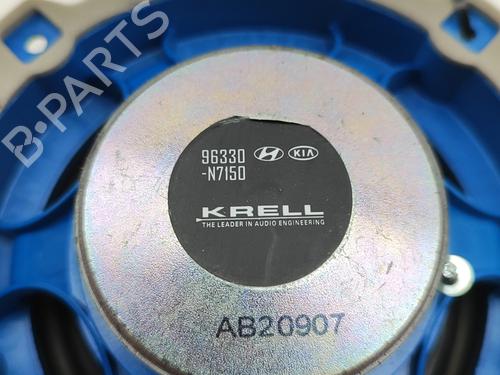 B-PARTS
96330
-N7150
KIA
KRELL
THE LEADER IN AUDIO ENGINEERING
AB20907